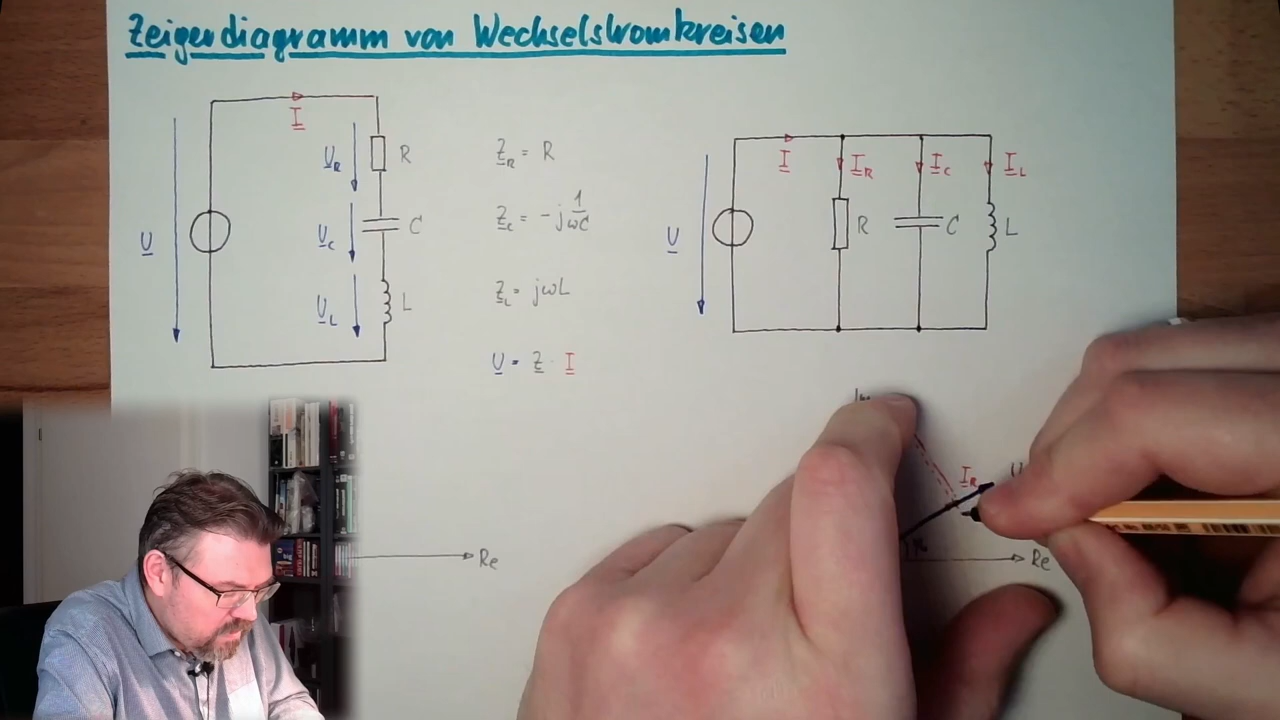 Zeigerdiagramm von Wechselstromkreisen
I
U_R
R
Z_R = R
U
U_C
C
Z_C = -j 1/ωC
U_L
L
Z_L = jωL
U = Z · I
I
I_R
I_C
I_L
U
R
C
L
I_R
U
Re
Re